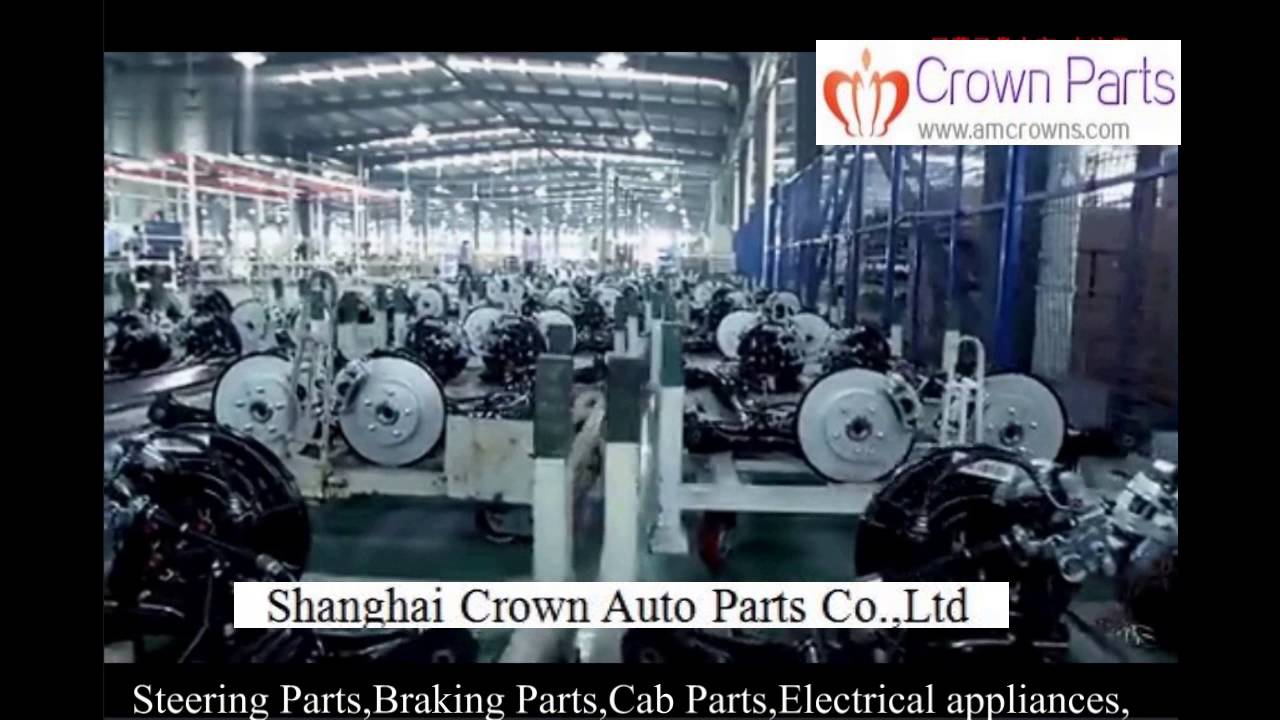 Crown Parts
www.amcrowns.com
Shanghai Crown Auto Parts Co.,Ltd
Steering Parts,Braking Parts,Cab Parts,Electrical appliances,